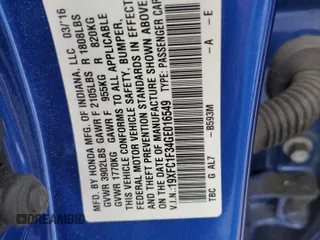 MFD. BY HONDA MFG. OF INDIANA, LLC 03/16
GVWR 3902LBS GAWR F 2105LBS R 1808LBS
GVWR 1770KG GAWR F 955KG R 820KG
THIS VEHICLE CONFORMS TO ALL APPLICABLE
FEDERAL MOTOR VEHICLE SAFETY, BUMPER,
AND THEFT PREVENTION STANDARDS IN EFFECT
ON THE DATE OF MANUFACTURE SHOWN ABOVE.
V.I.N.: 19XFC1F34GE016549 TYPE: PASSENGER CAR
B593M A E
TBC G AL7
© DIAMBID